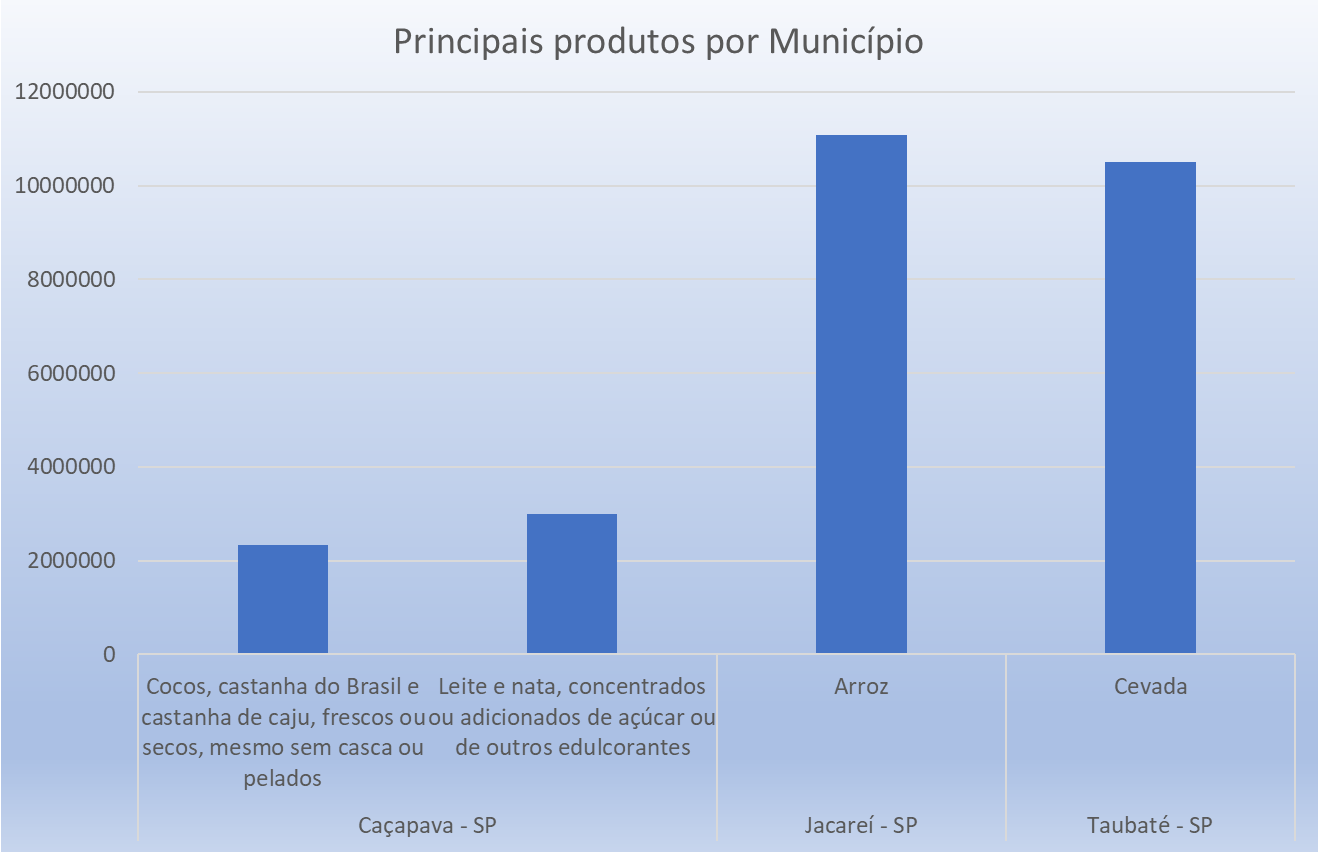 Principais produtos por Município
12000000
10000000
8000000
6000000
4000000
2000000
0
Cocos, castanha do Brasil e
castanha de caju, frescos ou
secos, mesmo sem casca ou
pelados
Leite e nata, concentrados
ou adicionados de açúcar ou
de outros edulcorantes
Arroz
Cevada
Caçapava - SP
Jacareí - SP
Taubaté - SP